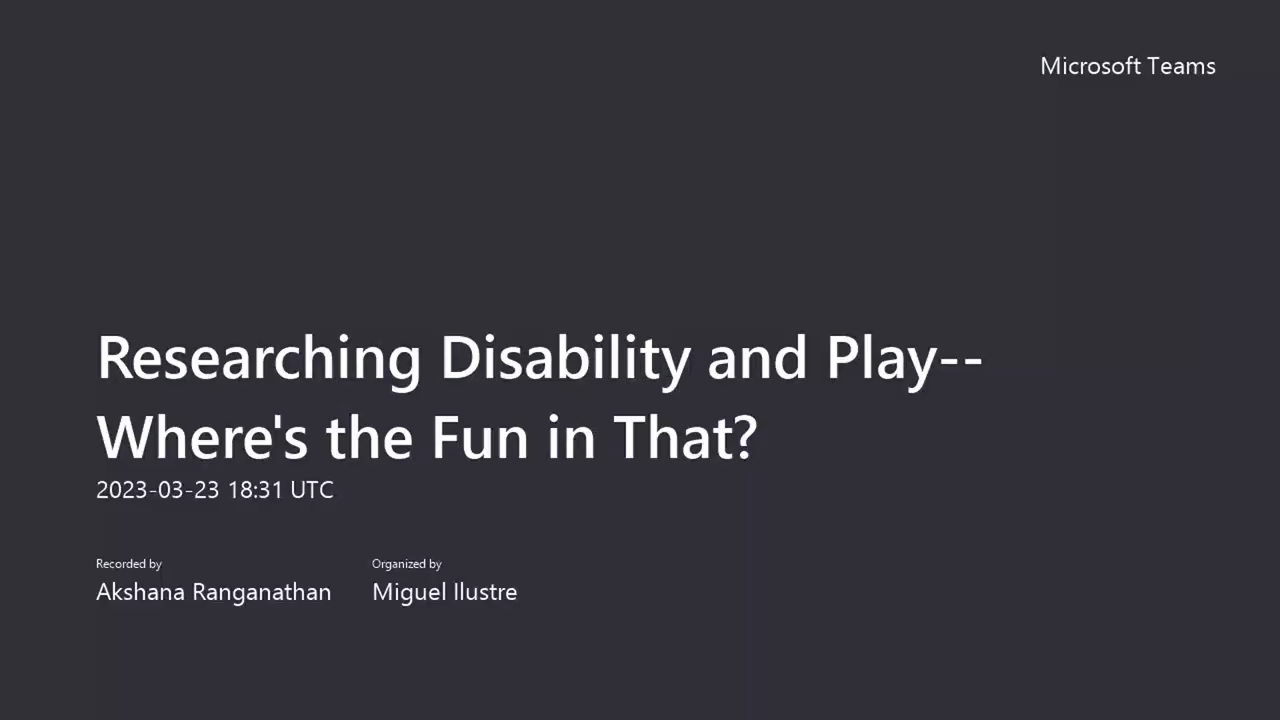 Microsoft Teams
Researching Disability and Play--
Where's the Fun in That?
2023-03-23 18:31 UTC
Recorded by
Akshana Ranganathan
Organized by
Miguel Ilustre